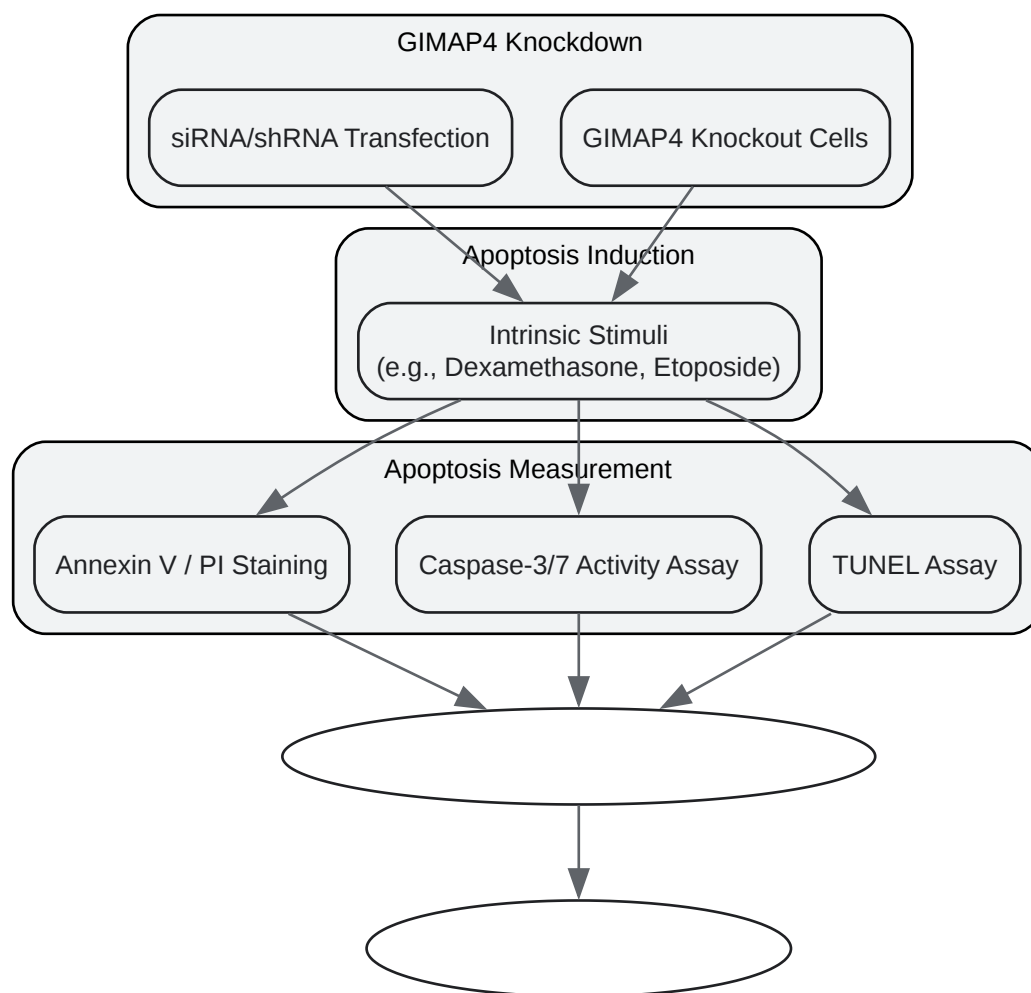 GIMAP4 Knockdown
siRNA/shRNA Transfection
GIMAP4 Knockout Cells
Apoptosis Induction
Intrinsic Stimuli
(e.g., Dexamethasone, Etoposide)
Apoptosis Measurement
Annexin V / PI Staining
Caspase-3/7 Activity Assay
TUNEL Assay